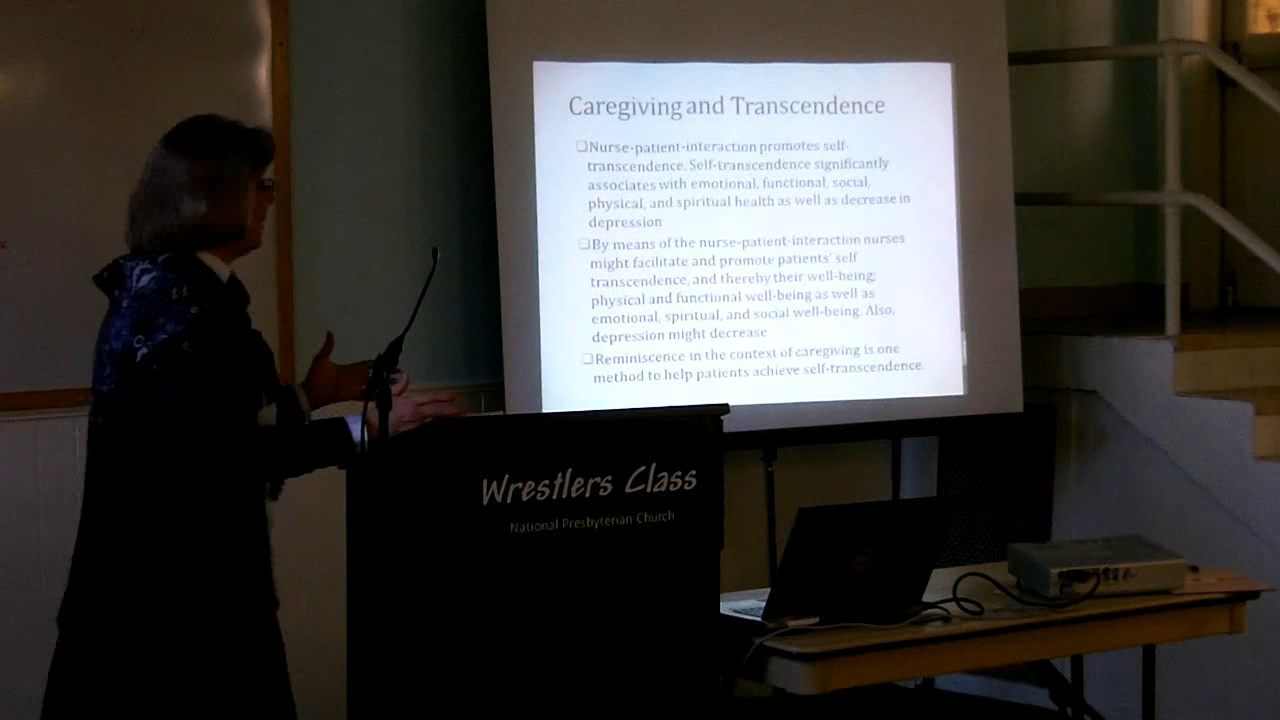 Caregiving and Transcendence
❑Nurse-patient-interaction promotes self-
transcendence. Self-transcendence significantly
associates with emotional, functional, social,
physical, and spiritual health as well as decrease in
depression
❑By means of the nurse-patient-interaction nurses
might facilitate and promote patients' self
transcendence, and thereby their well-being;
physical and functional well-being as well as
emotional, spiritual, and social well-being. Also,
depression might decrease
❑Reminiscence in the context of caregiving is one
method to help patients achieve self-transcendence.
Wrestlers Class
National Presbyterian Church